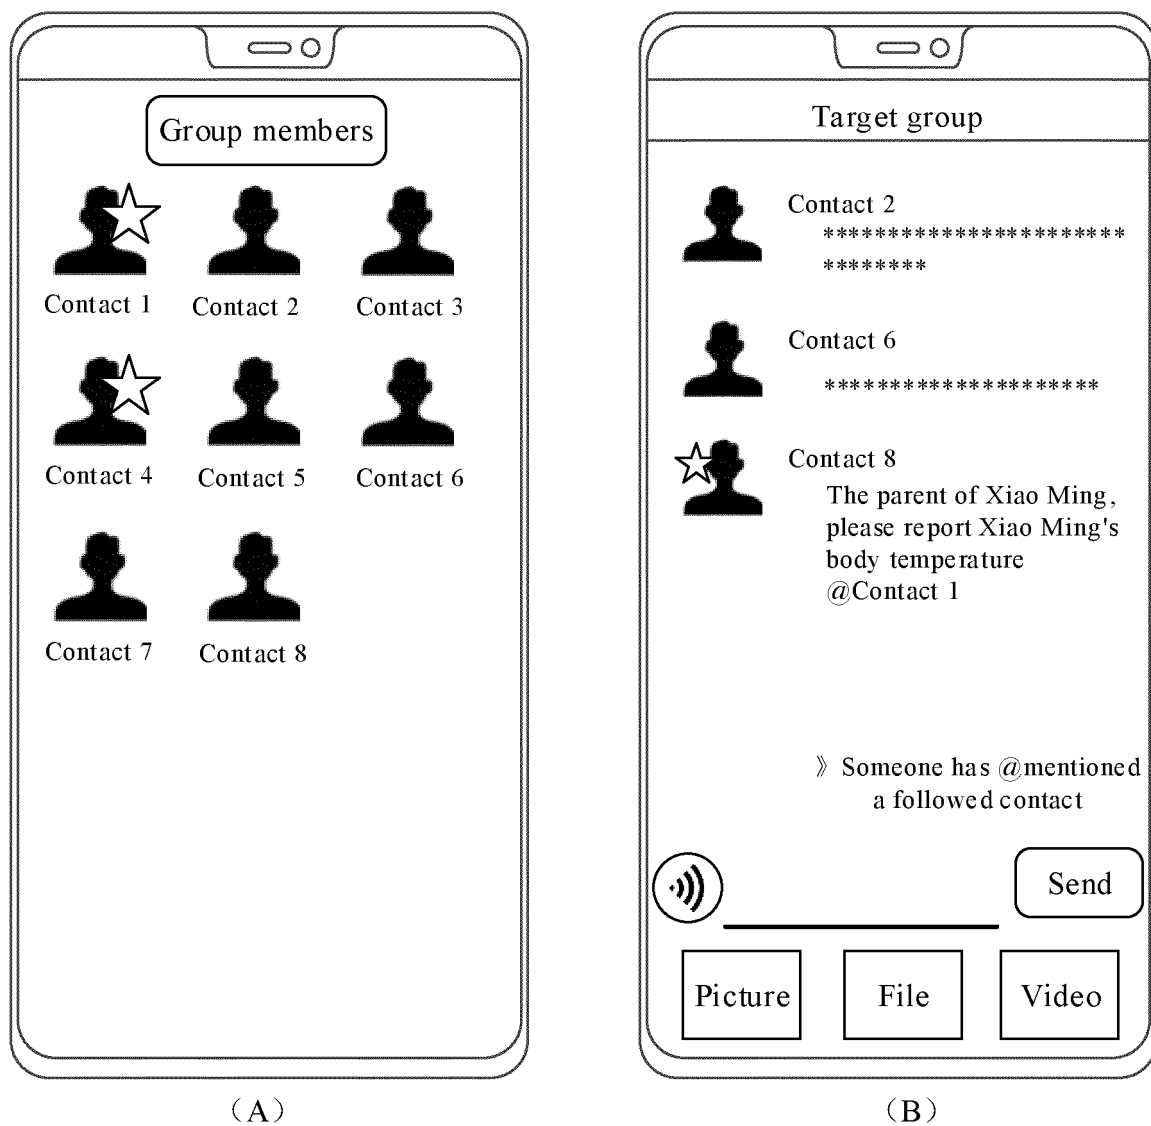 Group members
Contact 1
Contact 2
Contact 3
Contact 4
Contact 5
Contact 6
Contact 7
Contact 8
(A)
Target group
Contact 2
***********************
********
Contact 6
*********************
Contact 8
The parent of Xiao Ming,
please report Xiao Ming's
body temperature
@Contact 1
》 Someone has @mentioned
a followed contact
Send
Picture
File
Video
(B)